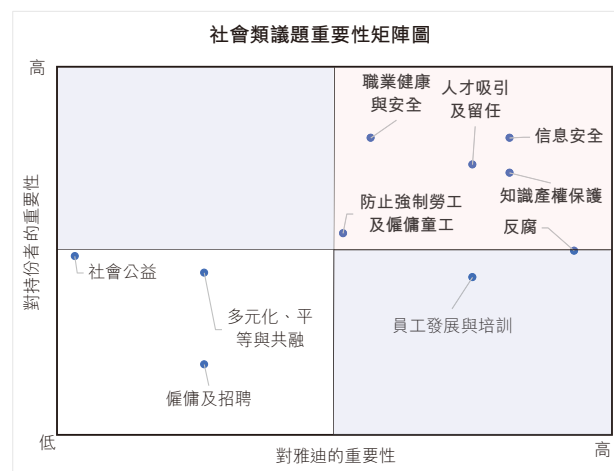 社會類議題重要性矩陣圖
高
職業健康
與安全
人才吸引
及留任
信息安全
知識產權保護
防止強制勞工
及僱傭童工
反腐
對持份者的重要性
社會公益
多元化、平
等與共融
員工發展與培訓
僱傭及招聘
低
對雅迪的重要性
高